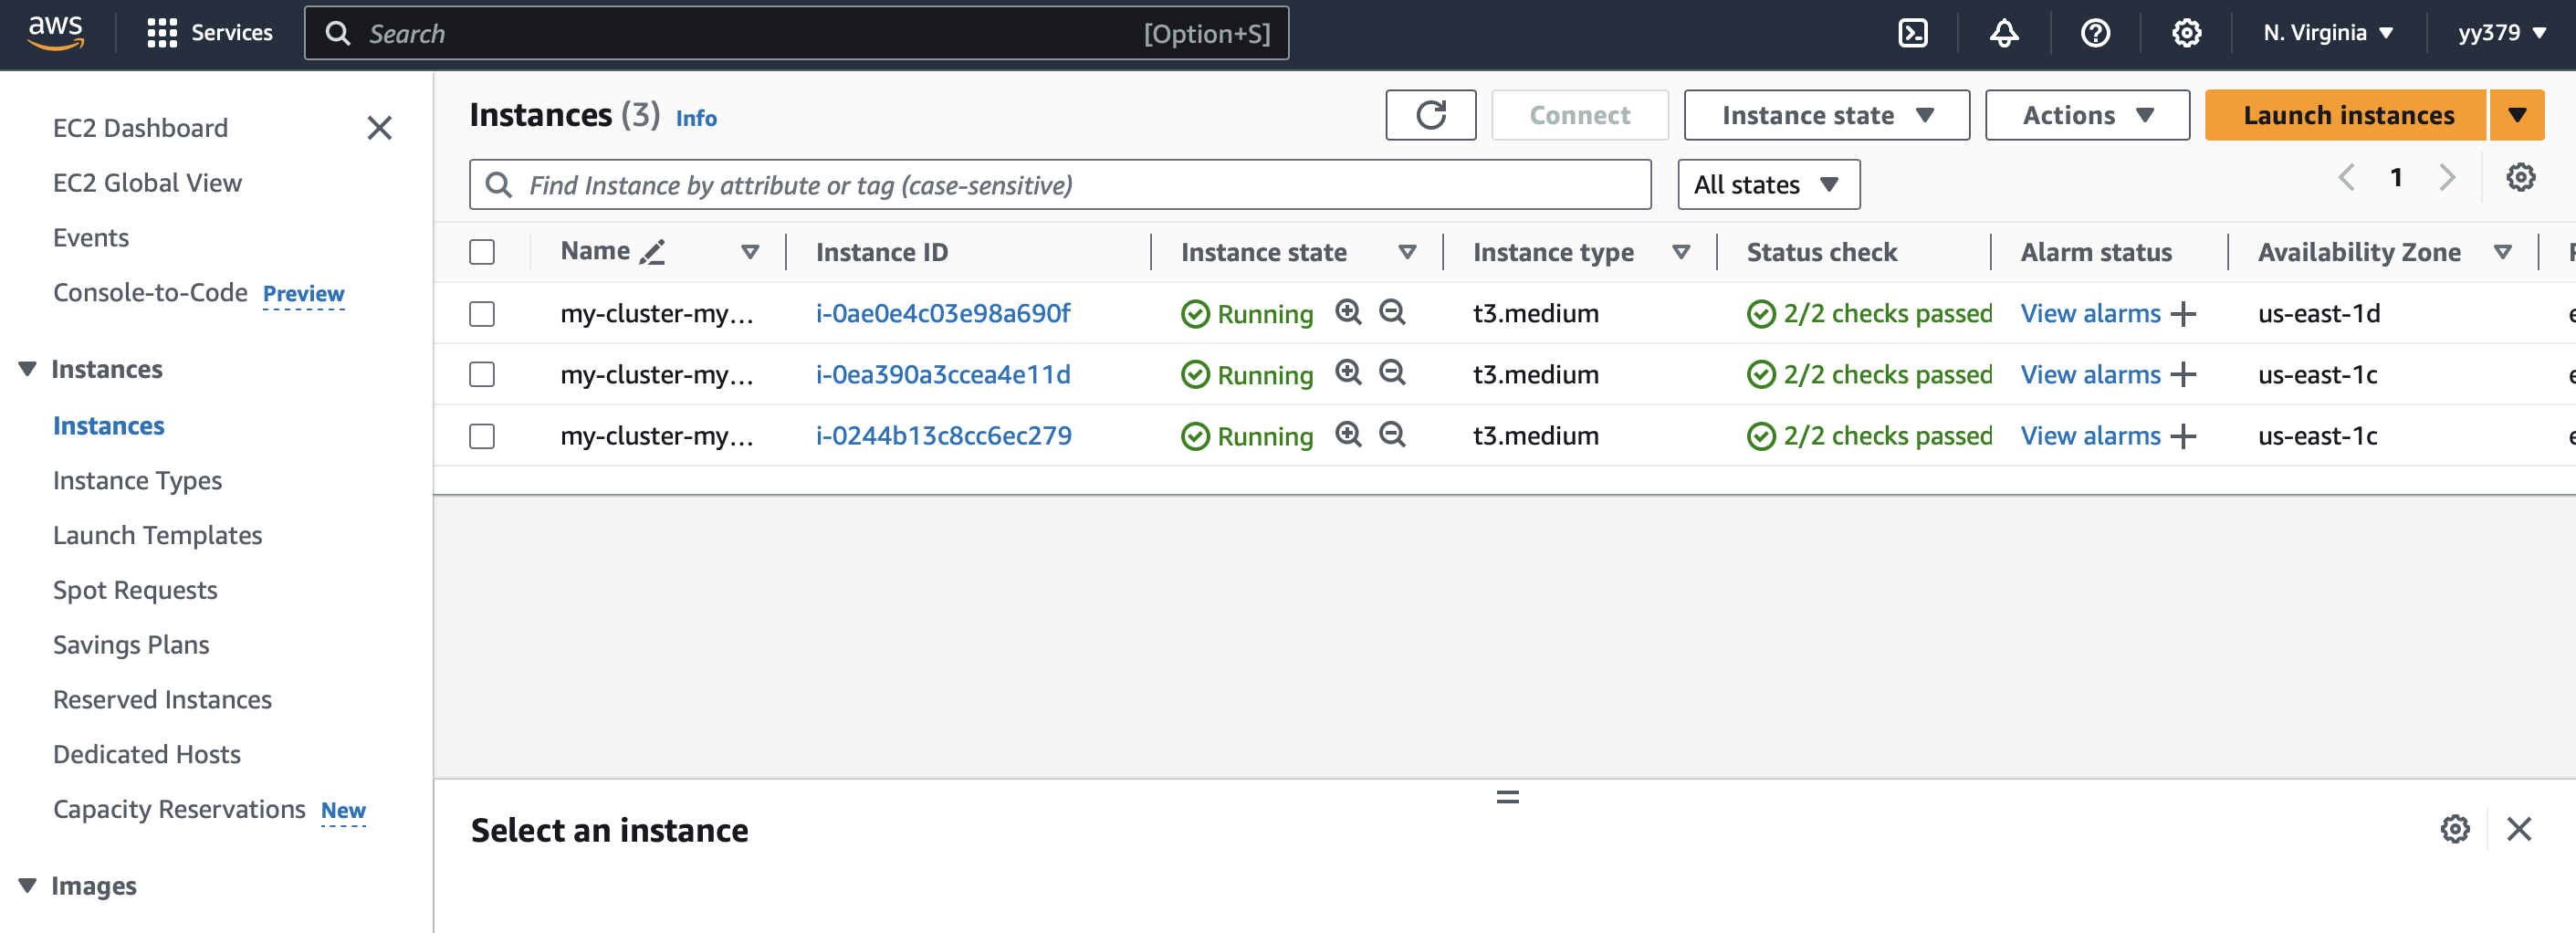 aws Services Search [Option+S] N. Virginia yy379
EC2 Dashboard
EC2 Global View
Events
Console-to-Code Preview
Instances
Instances
Instance Types
Launch Templates
Spot Requests
Savings Plans
Reserved Instances
Dedicated Hosts
Capacity Reservations New
Images
Instances (3) Info Connect Instance state Actions Launch instances
Find Instance by attribute or tag (case-sensitive) All states 1
Name Instance ID Instance state Instance type Status check Alarm status Availability Zone
my-cluster-my... i-0ae0e4c03e98a690f Running t3.medium 2/2 checks passed View alarms us-east-1d
my-cluster-my... i-0ea390a3ccea4e11d Running t3.medium 2/2 checks passed View alarms us-east-1c
my-cluster-my... i-0244b13c8cc6ec279 Running t3.medium 2/2 checks passed View alarms us-east-1c
Select an instance